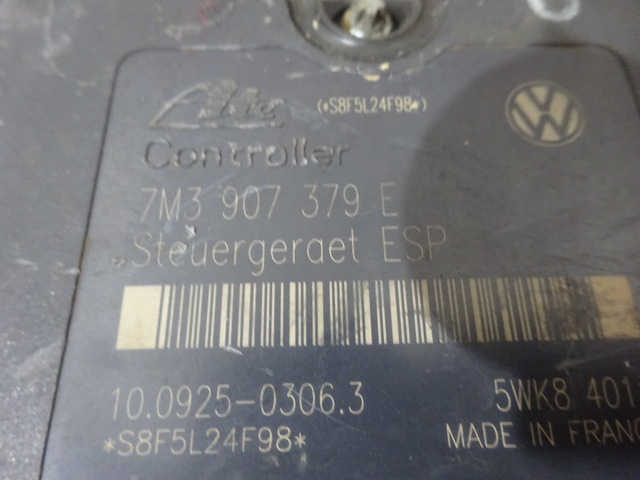 Ate (*S8F5L24F98*)
Controller
7M3 907 379 E
Steuergeraet ESP
10.0925-0306.3 5WK8 401
*S8F5L24F98* MADE IN FRANC